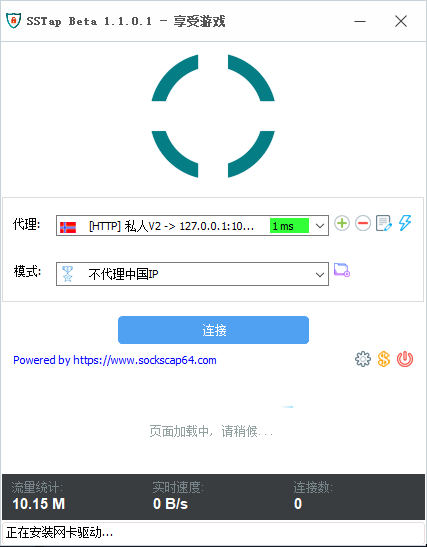 SSTap Beta 1.1.0.1 - 享受游戏
代理: [HTTP] 私人V2 -> 127.0.0.1:10... 1 ms
模式: 不代理中国IP
连接
Powered by https://www.sockscap64.com
页面加载中, 请稍候...
流量统计: 实时速度: 连接数:
10.15 M 0 B/s 0
正在安装网卡驱动...